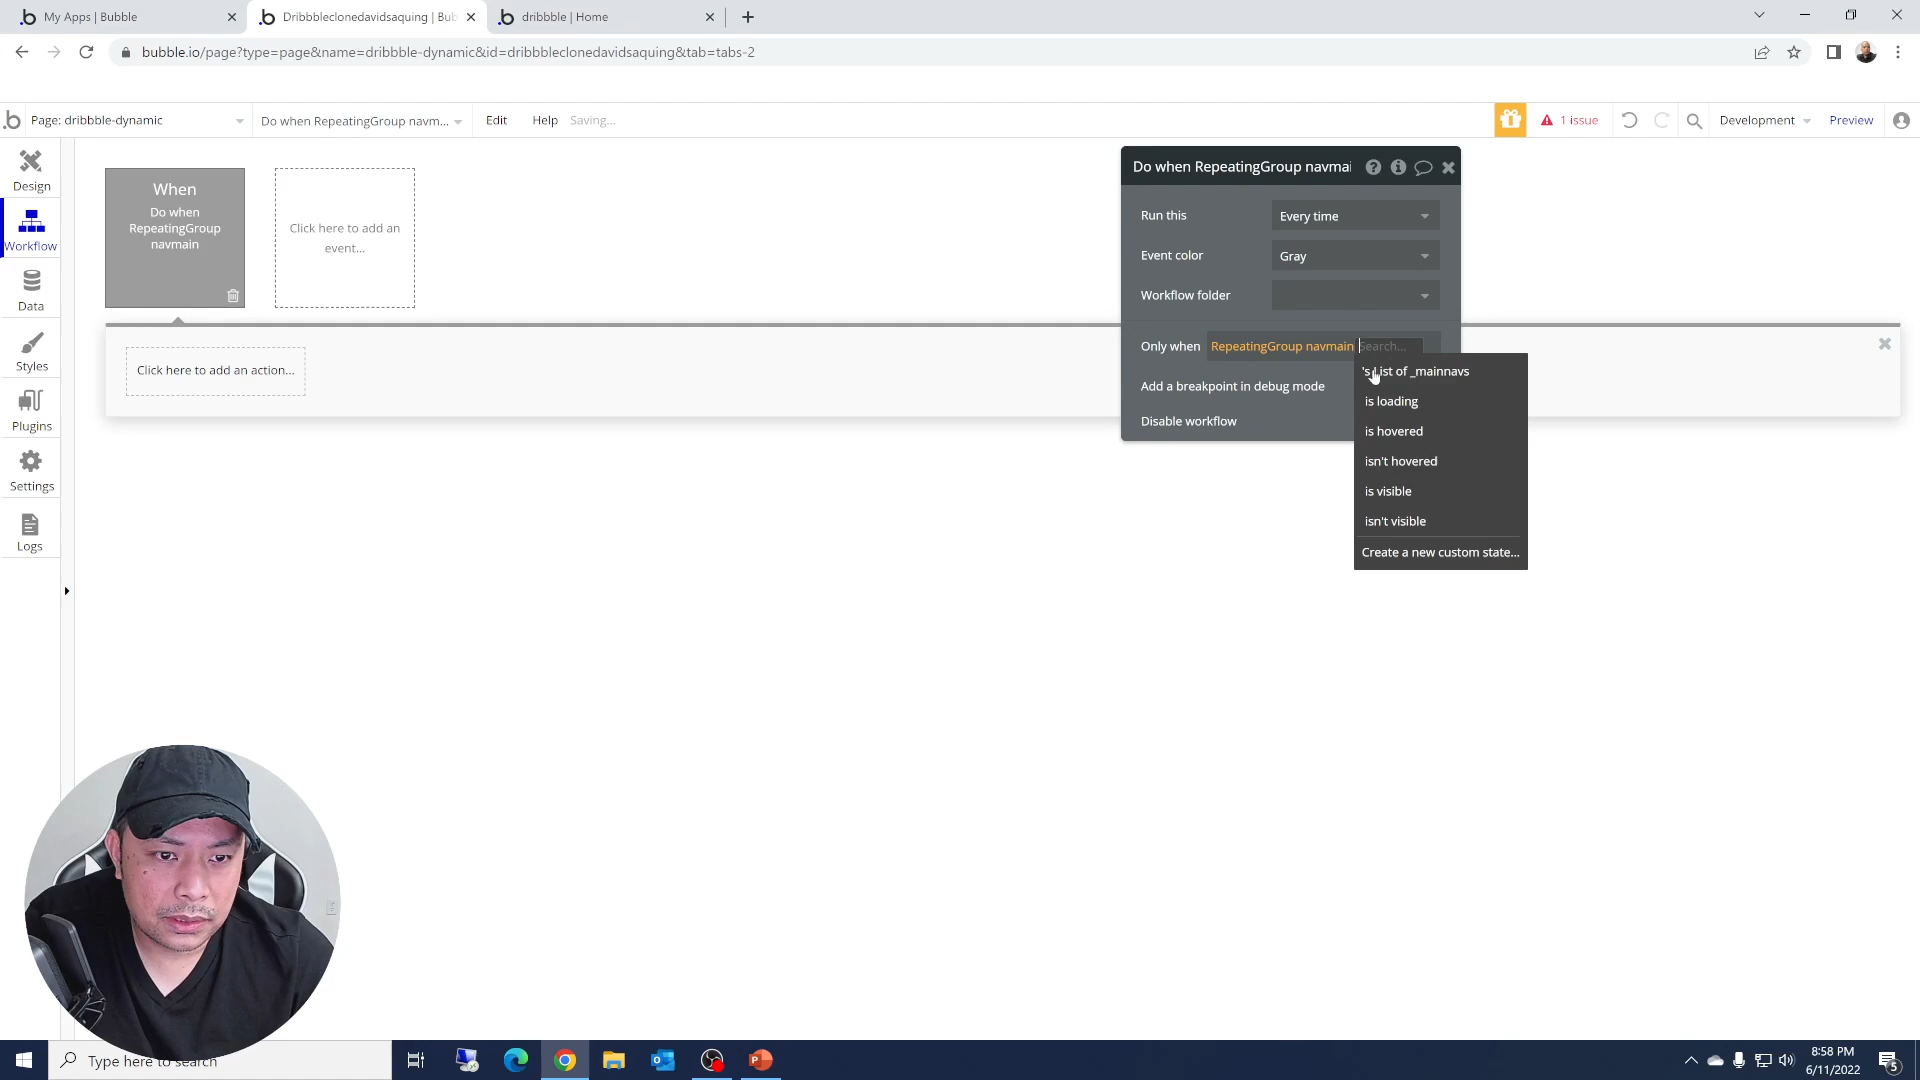 My Apps | Bubble
Dribbbleclonedavidsaquing | Bub
dribbble | Home
bubble.io/page?type=page&name=dribbble-dynamic&id=dribbbleclonedavidsaquing&tab=tabs-2
Page: dribbble-dynamic
Do when RepeatingGroup navm...
Edit
Help
Saving...
1 issue
Development
Preview
Design
Workflow
Data
Styles
Plugins
Settings
Logs
When
Do when
RepeatingGroup
navmain
Click here to add an
event...
Click here to add an action...
Do when RepeatingGroup navmai
Run this
Every time
Event color
Gray
Workflow folder
Only when
RepeatingGroup navmain
Search...
Add a breakpoint in debug mode
Disable workflow
's List of _mainnavs
is loading
is hovered
isn't hovered
is visible
isn't visible
Create a new custom state...
Type here to search
8:58 PM
6/11/2022
5